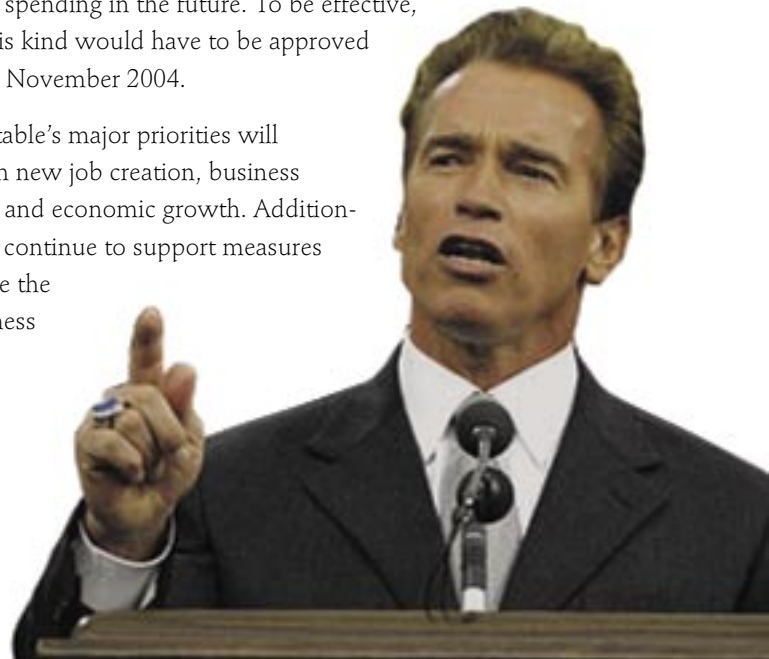 spending in the future. To be effective,
is kind would have to be approved
November 2004.
table’s major priorities will
n new job creation, business
and economic growth. Addition-
continue to support measures
e the
ness